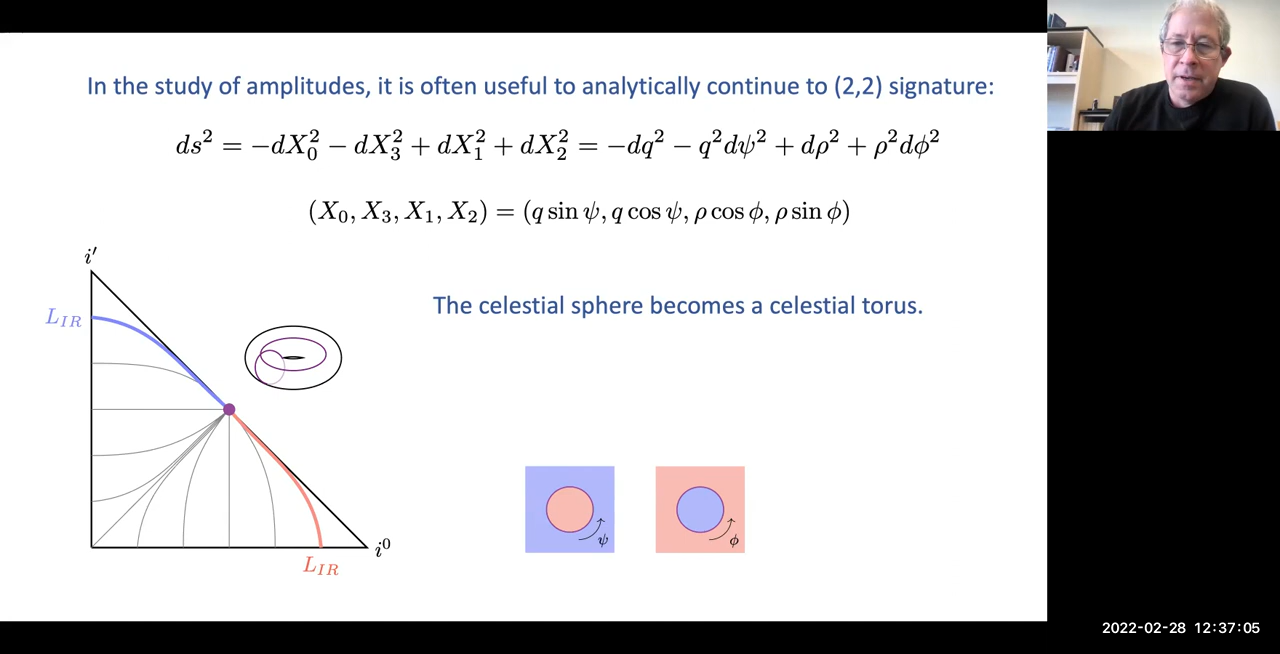 In the study of amplitudes, it is often useful to analytically continue to (2,2) signature:
ds² = −dX₀² − dX₃² + dX₁² + dX₂² = −dq² − q²dψ² + dρ² + ρ²dϕ²
(X₀, X₃, X₁, X₂) = (q sin ψ, q cos ψ, ρ cos ϕ, ρ sin ϕ)
i′
L_IR
The celestial sphere becomes a celestial torus.
ψ
ϕ
i⁰
L_IR
2022-02-28 12:37:05